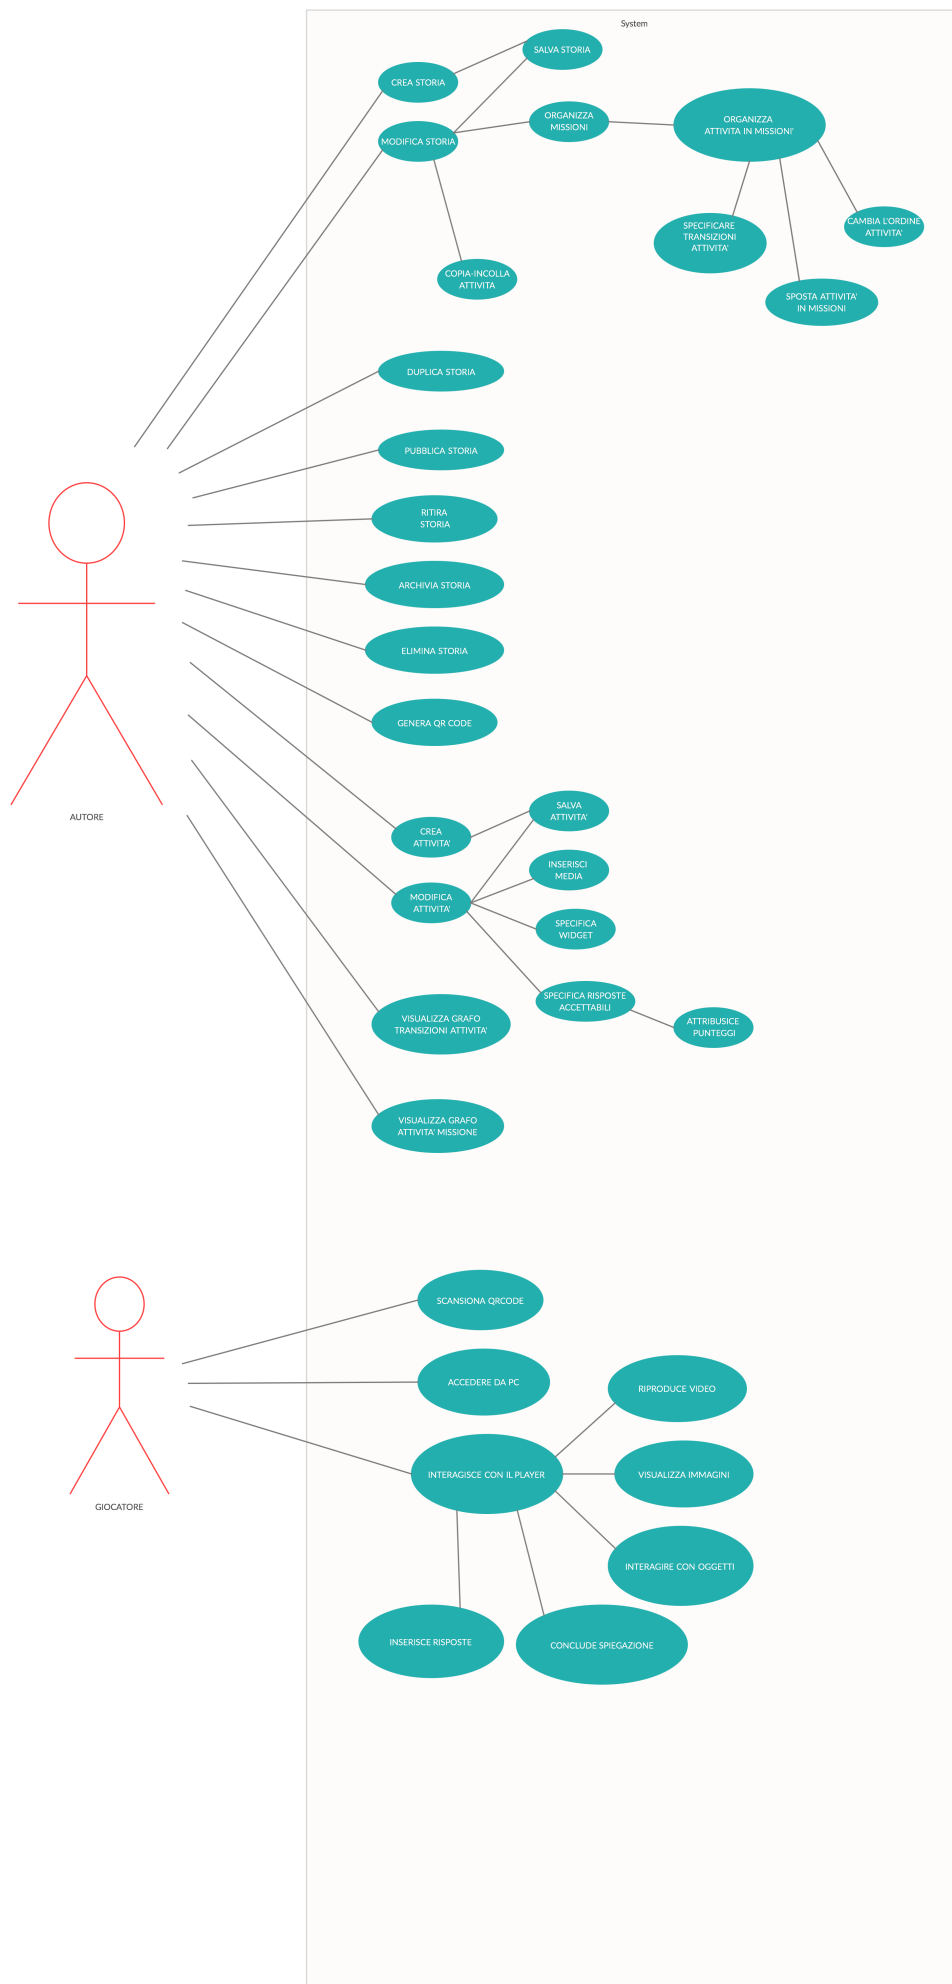 System
SALVA STORIA
CREA STORIA
ORGANIZZA
MISSIONI
ORGANIZZA
ATTIVITA IN MISSIONI'
MODIFICA STORIA
SPECIFICARE
TRANSIZIONI
ATTIVITA'
CAMBIA L'ORDINE
ATTIVITA'
COPIA-INCOLLA
ATTIVITA
SPOSTA ATTIVITA'
IN MISSIONI
DUPLICA STORIA
PUBBLICA STORIA
RITIRA
STORIA
ARCHIVIA STORIA
ELIMINA STORIA
GENERA QR CODE
AUTORE
SALVA
ATTIVITA'
CREA
ATTIVITA'
INSERISCI
MEDIA
MODIFICA
ATTIVITA'
SPECIFICA
WIDGET
SPECIFICA RISPOSTE
ACCETTABILI
ATTRIBUSICE
PUNTEGGI
VISUALIZZA GRAFO
TRANSIZIONI ATTIVITA'
VISUALIZZA GRAFO
ATTIVITA' MISSIONE
SCANSIONA QRCODE
ACCEDERE DA PC
RIPRODUCE VIDEO
INTERAGISCE CON IL PLAYER
VISUALIZZA IMMAGINI
GIOCATORE
INTERAGIRE CON OGGETTI
INSERISCE RISPOSTE
CONCLUDE SPIEGAZIONE